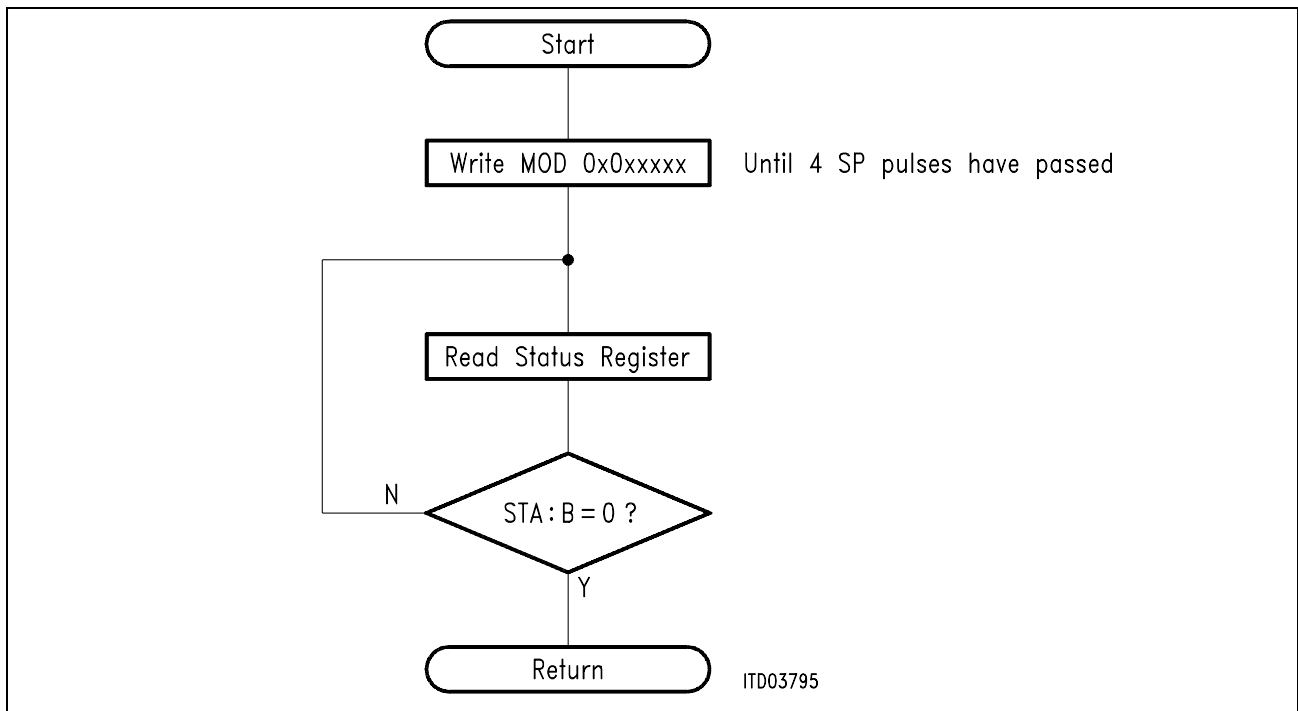 Start
Write MOD 0x0xxxxx
Until 4 SP pulses have passed
Read Status Register
N
STA:B=0 ?
Y
Return
ITD03795